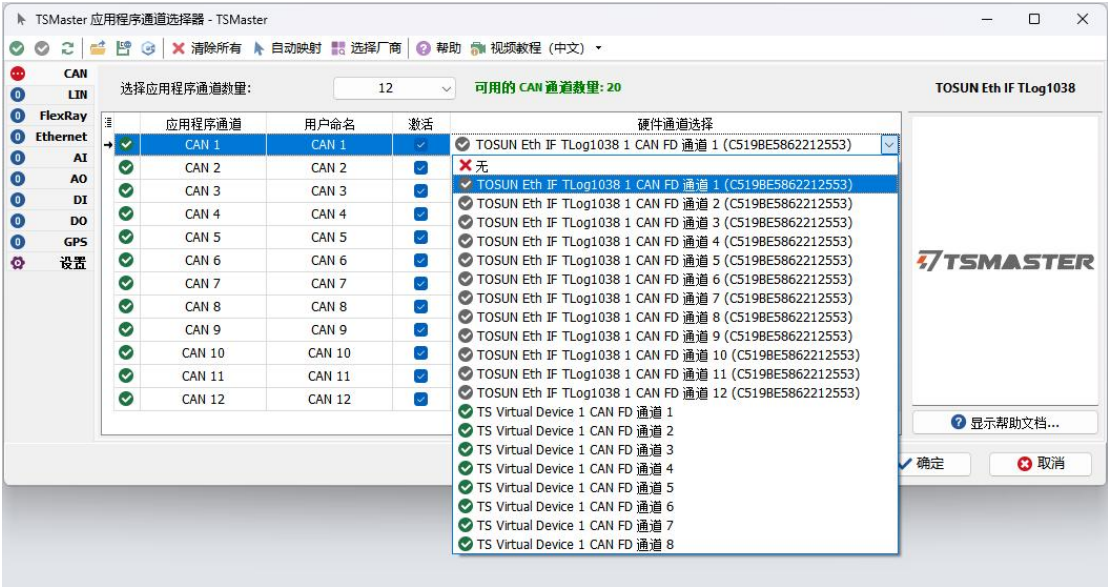 TSMaster 应用程序通道选择器 - TSMaster
清除所有 自动映射 选择厂商 帮助 视频教程 (中文)
CAN
LIN
FlexRay
Ethernet
AI
AO
DI
DO
GPS
设置
选择应用程序通道数量: 12 可用的 CAN 通道数量: 20 TOSUN Eth IF TLog1038
应用程序通道 用户命名 激活 硬件通道选择
CAN 1 CAN 1 TOSUN Eth IF TLog1038 1 CAN FD 通道 1 (C519BE5862212553)
CAN 2 CAN 2
CAN 3 CAN 3
CAN 4 CAN 4
CAN 5 CAN 5
CAN 6 CAN 6
CAN 7 CAN 7
CAN 8 CAN 8
CAN 9 CAN 9
CAN 10 CAN 10
CAN 11 CAN 11
CAN 12 CAN 12
无
TOSUN Eth IF TLog1038 1 CAN FD 通道 1 (C519BE5862212553)
TOSUN Eth IF TLog1038 1 CAN FD 通道 2 (C519BE5862212553)
TOSUN Eth IF TLog1038 1 CAN FD 通道 3 (C519BE5862212553)
TOSUN Eth IF TLog1038 1 CAN FD 通道 4 (C519BE5862212553)
TOSUN Eth IF TLog1038 1 CAN FD 通道 5 (C519BE5862212553)
TOSUN Eth IF TLog1038 1 CAN FD 通道 6 (C519BE5862212553)
TOSUN Eth IF TLog1038 1 CAN FD 通道 7 (C519BE5862212553)
TOSUN Eth IF TLog1038 1 CAN FD 通道 8 (C519BE5862212553)
TOSUN Eth IF TLog1038 1 CAN FD 通道 9 (C519BE5862212553)
TOSUN Eth IF TLog1038 1 CAN FD 通道 10 (C519BE5862212553)
TOSUN Eth IF TLog1038 1 CAN FD 通道 11 (C519BE5862212553)
TOSUN Eth IF TLog1038 1 CAN FD 通道 12 (C519BE5862212553)
TS Virtual Device 1 CAN FD 通道 1
TS Virtual Device 1 CAN FD 通道 2
TS Virtual Device 1 CAN FD 通道 3
TS Virtual Device 1 CAN FD 通道 4
TS Virtual Device 1 CAN FD 通道 5
TS Virtual Device 1 CAN FD 通道 6
TS Virtual Device 1 CAN FD 通道 7
TS Virtual Device 1 CAN FD 通道 8
TSMASTER
显示帮助文档...
确定 取消